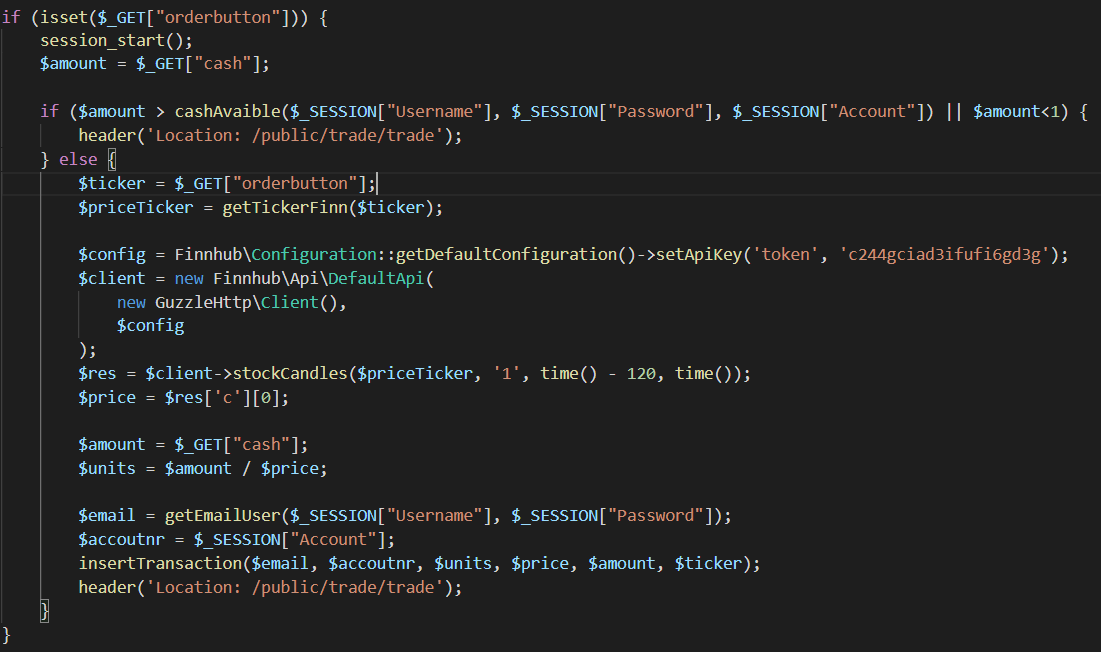 if (isset($_GET["orderbutton"])) {
session_start();
$amount = $_GET["cash"];
if ($amount > cashAvaible($_SESSION["Username"], $_SESSION["Password"], $_SESSION["Account"]) || $amount<1) {
header('Location: /public/trade/trade');
} else {
$ticker = $_GET["orderbutton"];
$priceTicker = getTickerFinn($ticker);
$config = Finnhub\Configuration::getDefaultConfiguration()->setApiKey('token', 'c244gciad3ifufi6gd3g');
$client = new Finnhub\Api\DefaultApi(
new GuzzleHttp\Client(),
$config
);
$res = $client->stockCandles($priceTicker, '1', time() - 120, time());
$price = $res['c'][0];
$amount = $_GET["cash"];
$units = $amount / $price;
$email = getEmailUser($_SESSION["Username"], $_SESSION["Password"]);
$accoutnr = $_SESSION["Account"];
insertTransaction($email, $accoutnr, $units, $price, $amount, $ticker);
header('Location: /public/trade/trade');
}
}